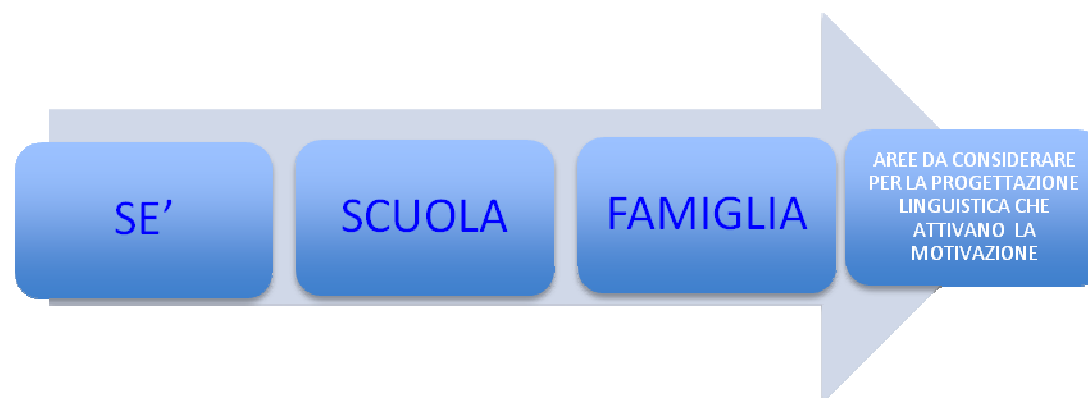 SE’
SCUOLA
FAMIGLIA
AREE DA CONSIDERARE
PER LA PROGETTAZIONE
LINGUISTICA CHE
ATTIVANO LA
MOTIVAZIONE